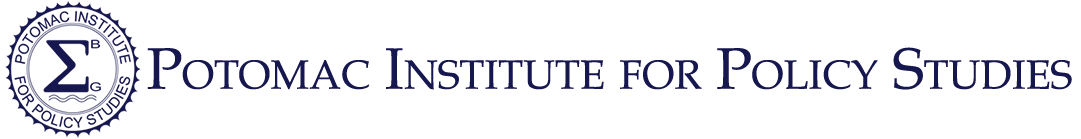 POTOMAC INSTITUTE
Σ B
G
FOR POLICY STUDIES
POTOMAC INSTITUTE FOR POLICY STUDIES